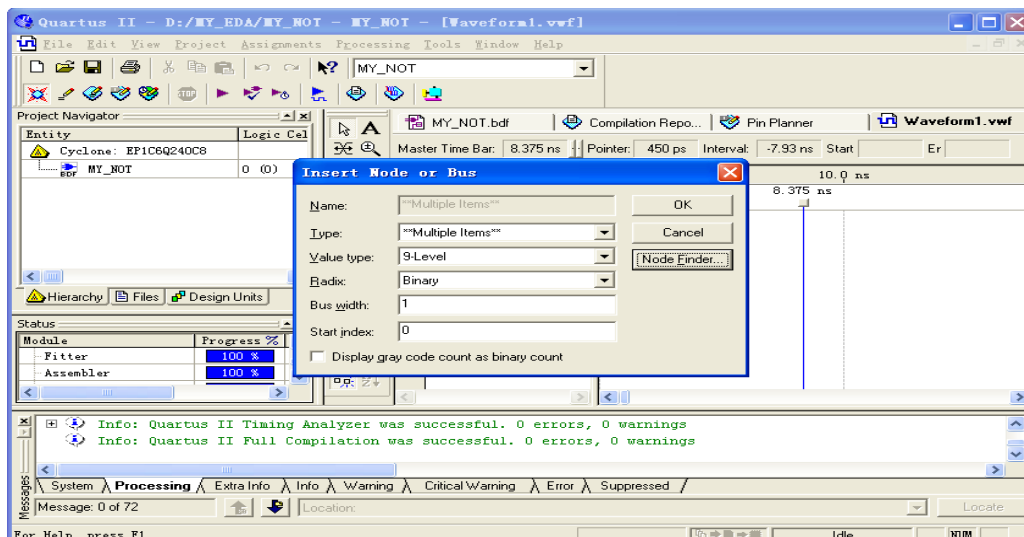 Quartus II - D:/MY_EDA/MY_NOT - MY_NOT - [Waveform1.vwf]
File Edit View Project Assignments Processing Tools Window Help
MY_NOT
STOP
Project Navigator
Entity Logic Cel
Cyclone: EP1C6Q240C8
BDF MY_NOT 0 (0)
Hierarchy Files Design Units
MY_NOT.bdf Compilation Repo... Pin Planner Waveform1.vwf
Master Time Bar: 8.375 ns Pointer: 450 ps Interval: -7.93 ns Start Er
10.0 ns
8.375 ns
Insert Node or Bus
Name: **Multiple Items** OK
Type: **Multiple Items** Cancel
Value type: 9-Level Node Finder...
Radix: Binary
Bus width: 1
Start index: 0
Display gray code count as binary count
Status
Module Progress %
Fitter 100 %
Assembler 100 %
Info: Quartus II Timing Analyzer was successful. 0 errors, 0 warnings
Info: Quartus II Full Compilation was successful. 0 errors, 0 warnings
Messages
System Processing Extra Info Info Warning Critical Warning Error Suppressed
Message: 0 of 72 Location: Locate
For Help, press F1 Idle NUM